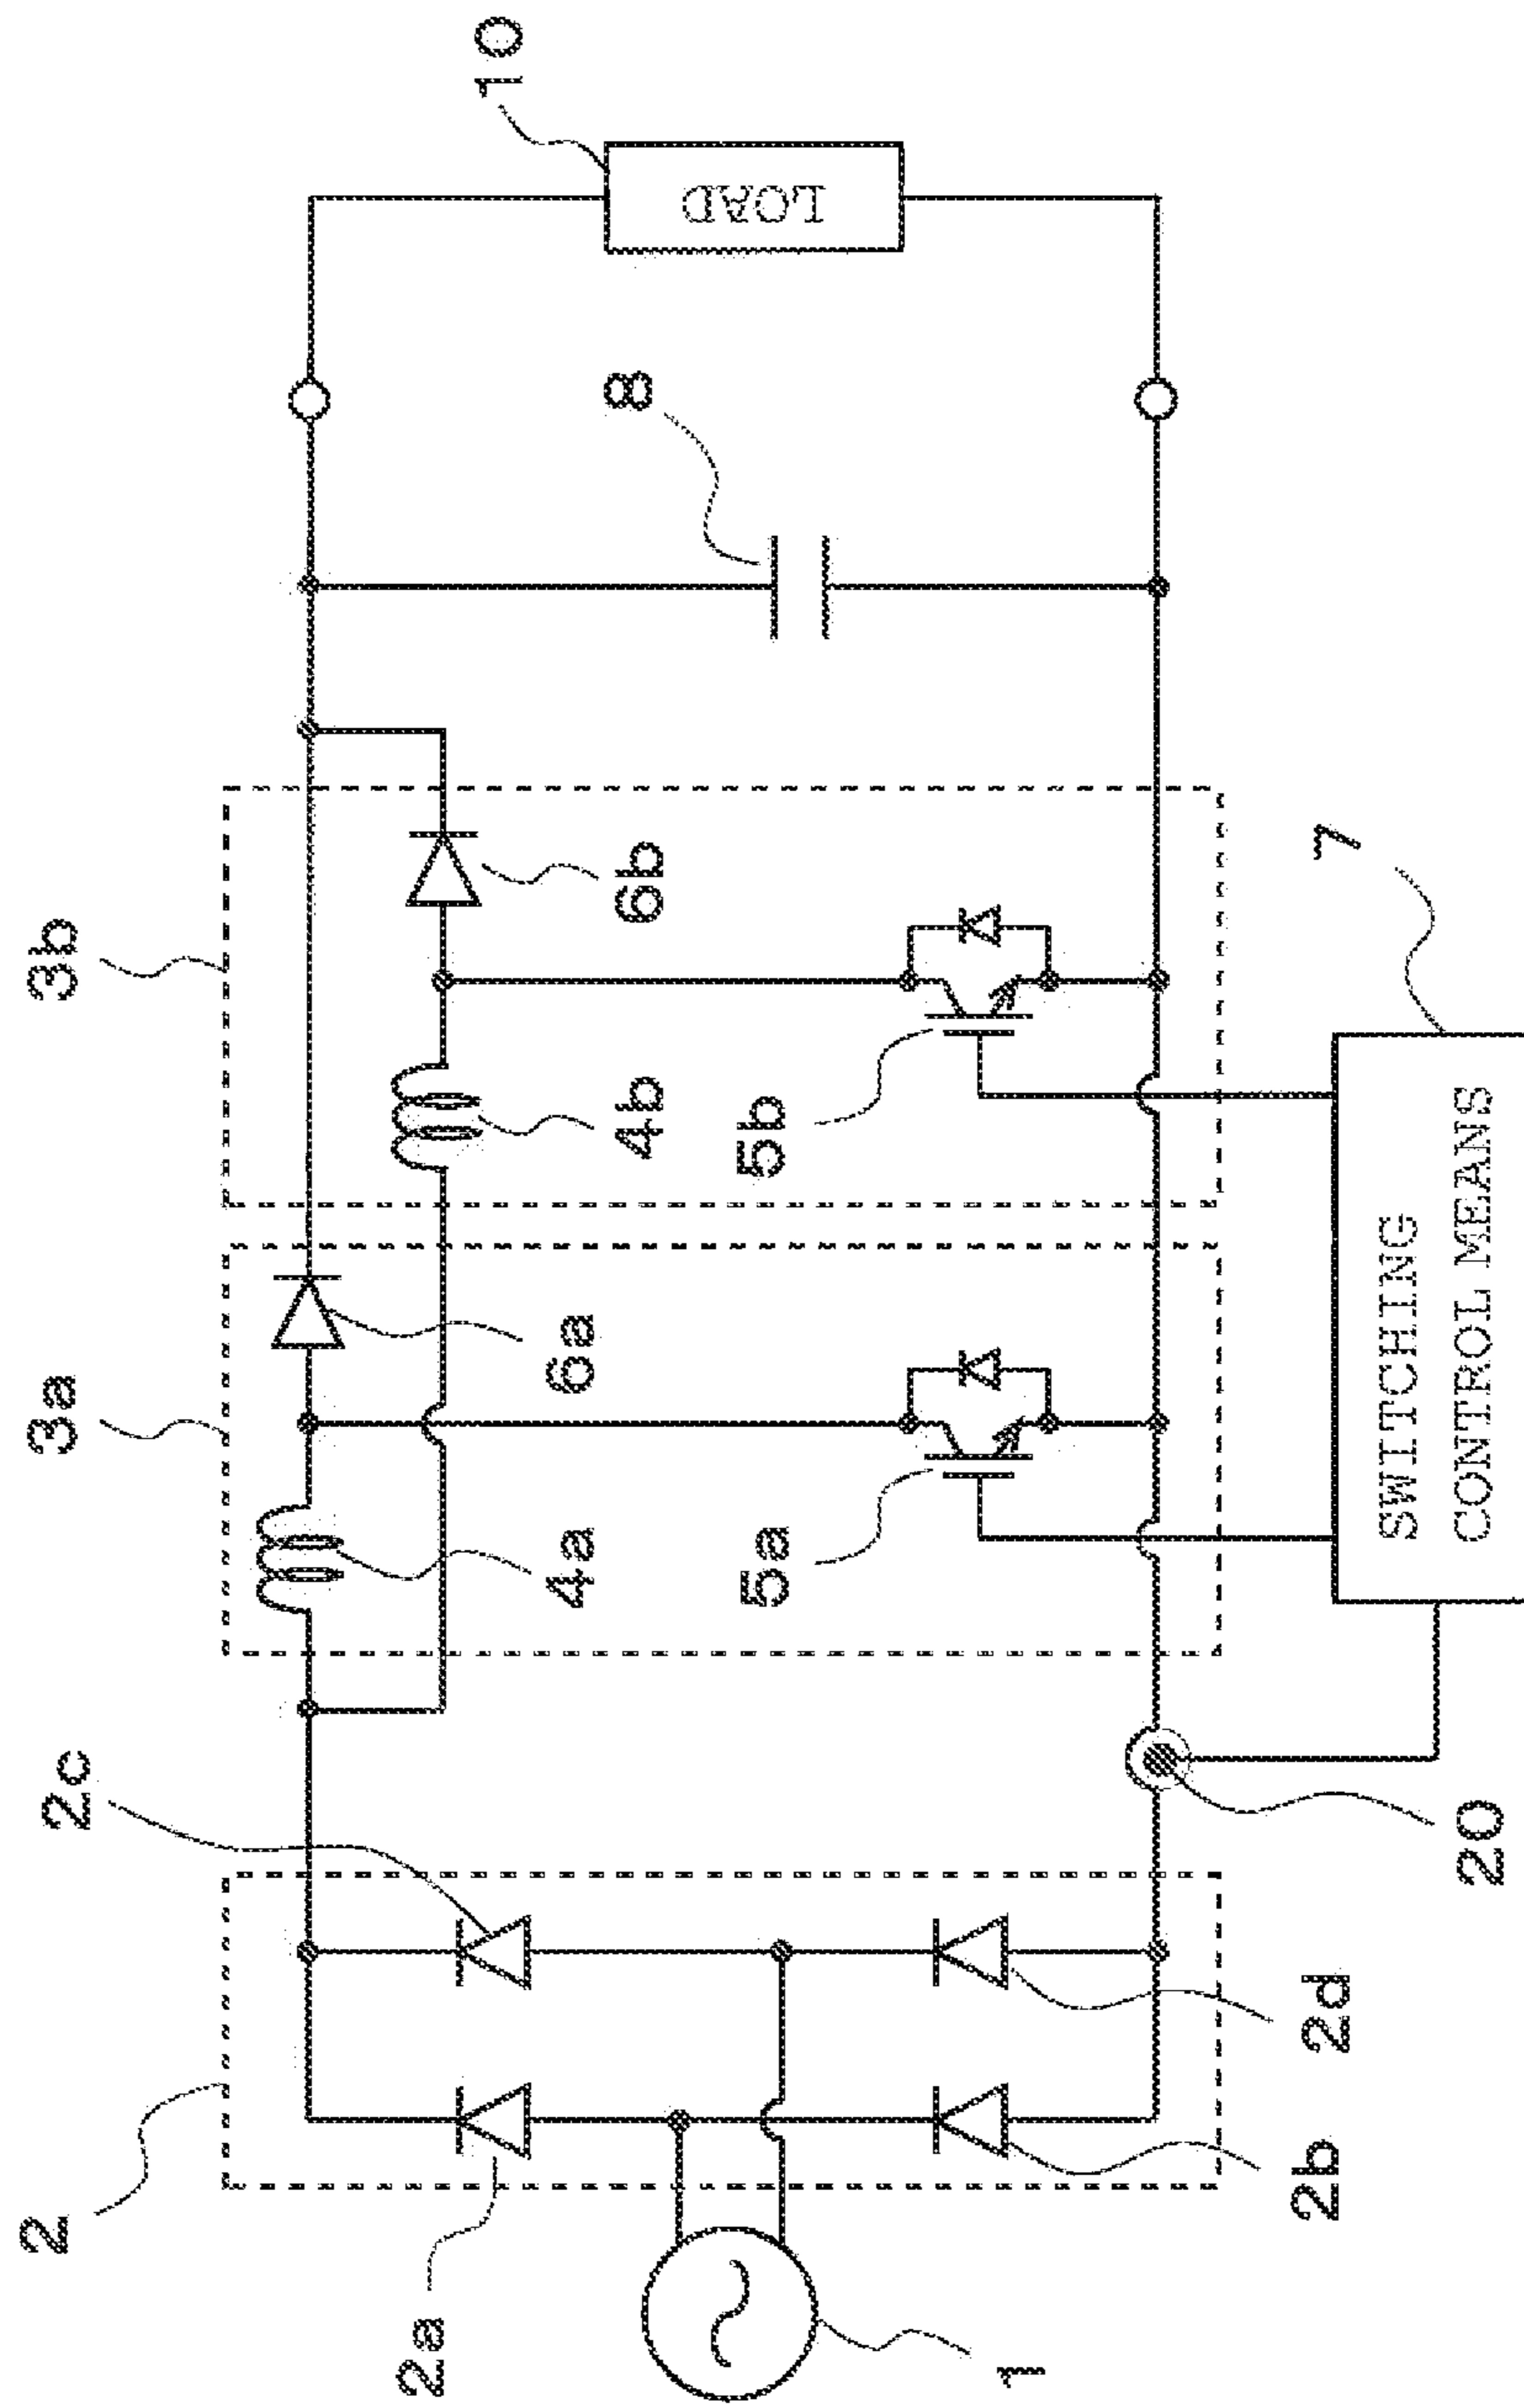 2
2a
2b
2c
2d
1
3a
3b
4a
6a
5a
4b
6b
5b
8
10
LOAD
20
7
SWITCHING
CONTROL MEANS